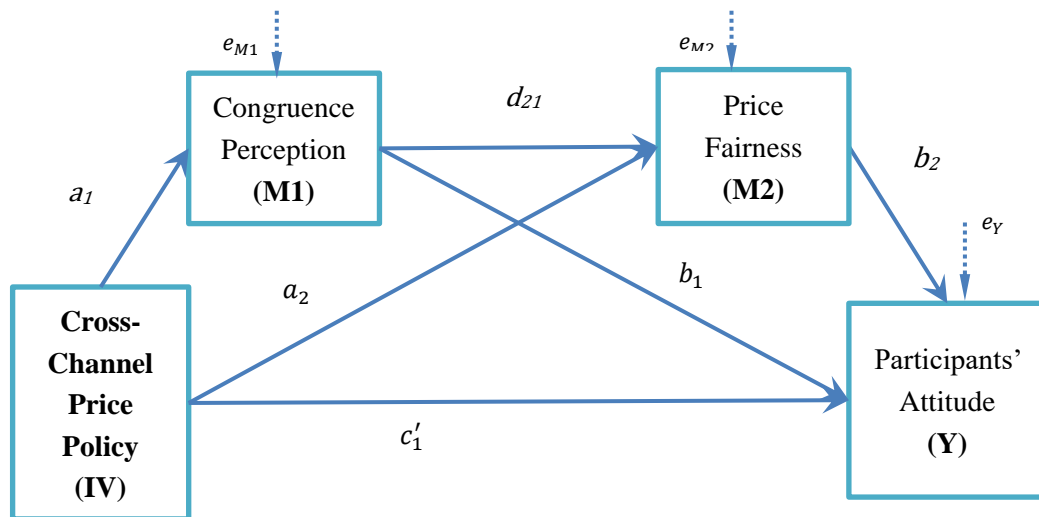 e_{M1}
e_{M2}
Congruence
Perception
(M1)
d_{21}
Price
Fairness
(M2)
a_1
b_2
e_Y
a_2
b_1
Cross-
Channel
Price
Policy
(IV)
Participants’
Attitude
(Y)
c_1′